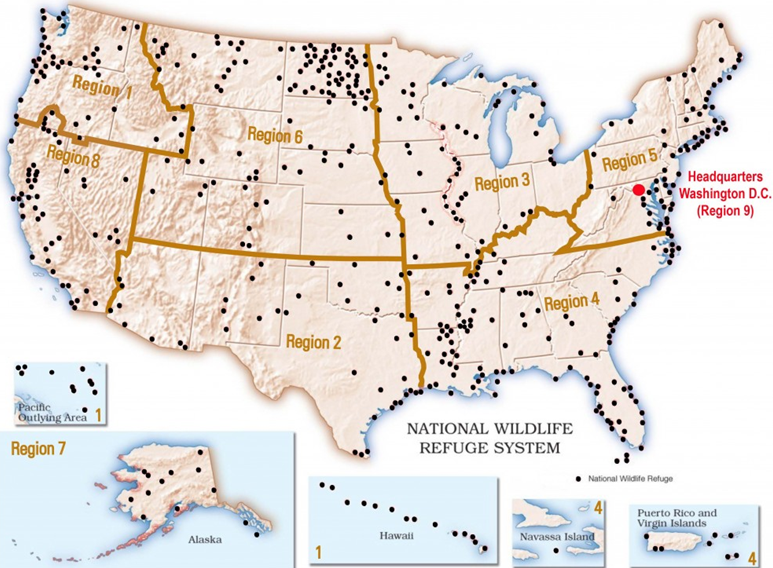 Region 1
Region 6
Region 8
Region 3
Region 5
Headquarters
Washington D.C.
(Region 9)
Region 4
Region 2
Pacific
Outlying Area
1
NATIONAL WILDLIFE
REFUGE SYSTEM
National Wildlife Refuge
Region 7
Alaska
1
Hawaii
4
Navassa Island
Puerto Rico and
Virgin Islands
4